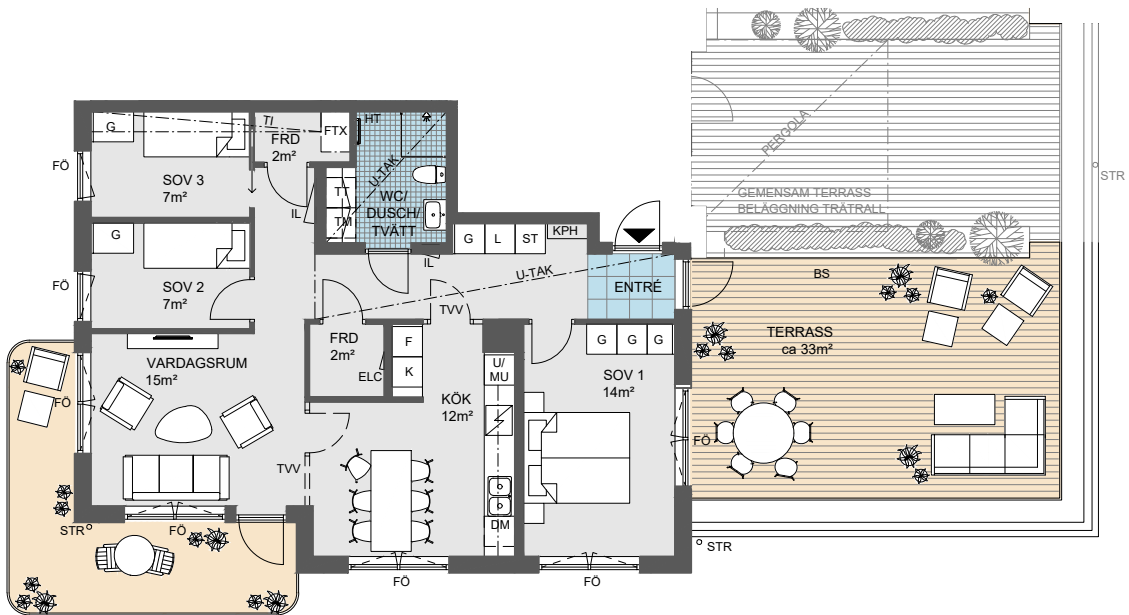 PERGOLA
STR
GEMENSAM TERRASS
BELÄGGNING TRÄTRALL
G
TI
FRD
2m²
FTX
HT
FÖ
SOV 3
7m²
IL
U-TAK
TT
TM
WC/
DUSCH/
TVÄTT
G
L
ST
KPH
IL
G
FÖ
SOV 2
7m²
U-TAK
ENTRÉ
BS
TVV
VARDAGSRUM
15m²
FRD
2m²
ELC
F
K
U/
MU
G
G
G
SOV 1
14m²
TERRASS
ca 33m²
FÖ
KÖK
12m²
FÖ
TVV
STR
FÖ
DM
STR
FÖ
FÖ